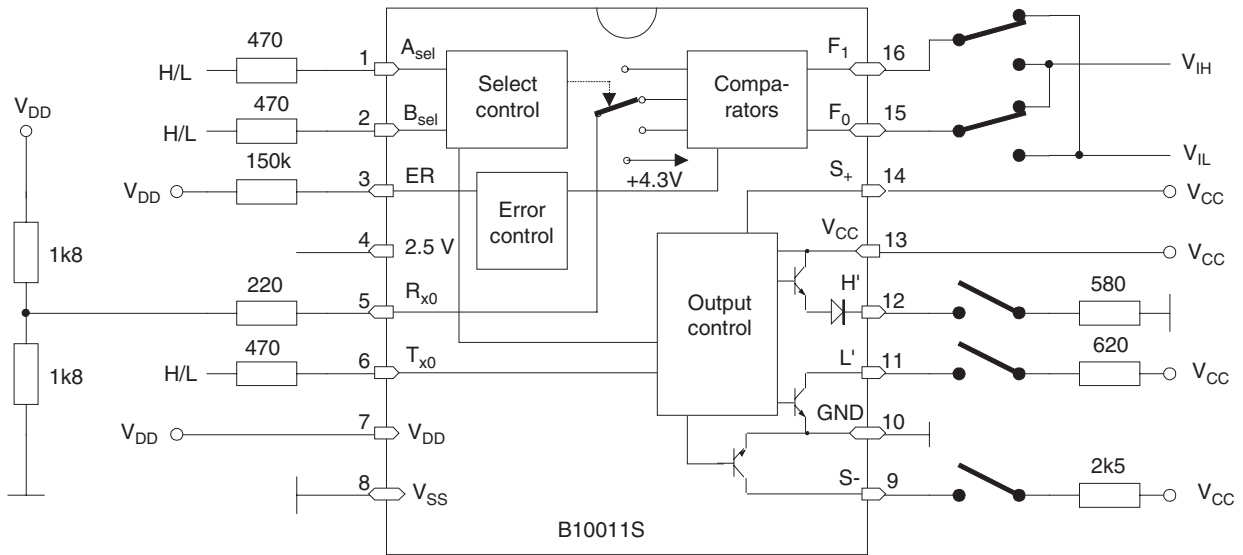 470
H/L
1
A_sel
V_DD
470
H/L
2
B_sel
150k
V_DD
3
ER
4
2.5 V
1k8
220
5
R_x0
1k8
470
H/L
6
T_x0
V_DD
7
V_DD
8
V_SS
Select
control
Error
control
Compa-
rators
+4.3V
Output
control
F_1
16
V_IH
F_0
15
V_IL
S_+
14
V_CC
V_CC
13
V_CC
H'
12
580
L'
11
620
V_CC
GND
10
S-
9
2k5
V_CC
B10011S